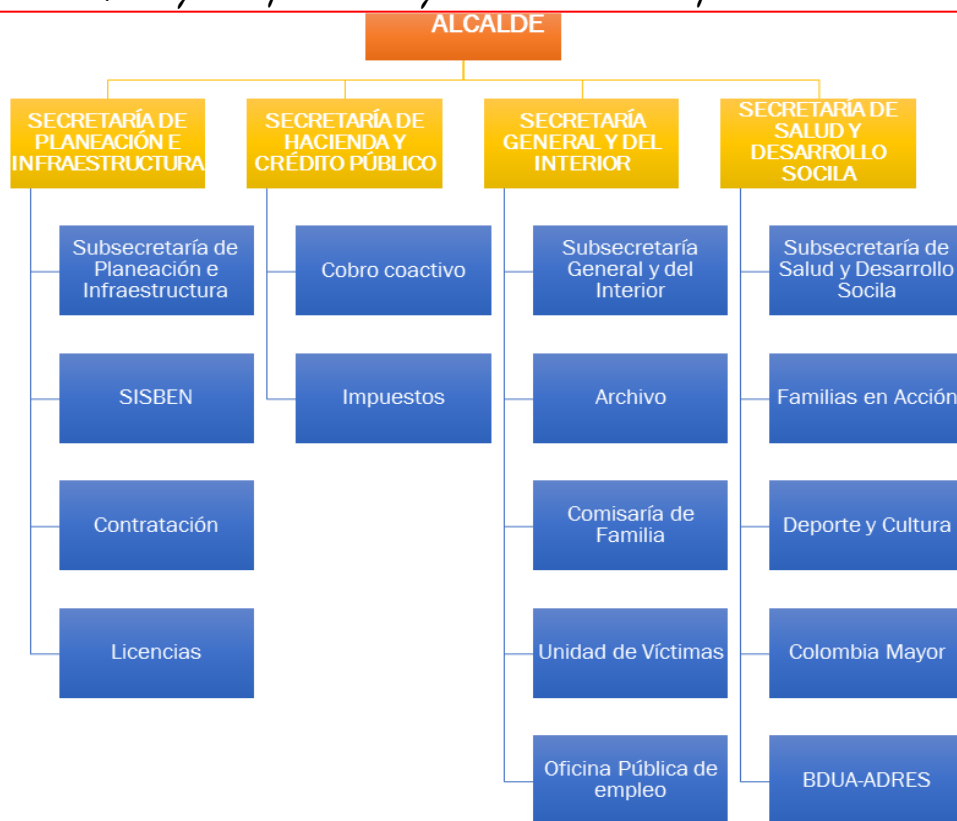 ALCALDE
SECRETARÍA DE
PLANEACIÓN E
INFRAESTRUCTURA
Subsecretaría de
Planeación e
Infraestructura
SISBEN
Contratación
Licencias
SECRETARÍA DE
HACIENDA Y
CRÉDITO PÚBLICO
Cobro coactivo
Impuestos
SECRETARÍA
GENERAL Y DEL
INTERIOR
Subsecretaría
General y del
Interior
Archivo
Comisaría de
Familia
Unidad de Víctimas
Oficina Pública de
empleo
SECRETARÍA DE
SALUD Y
DESARROLLO
SOCILA
Subsecretaría de
Salud y Desarrollo
Socila
Familias en Acción
Deporte y Cultura
Colombia Mayor
BDUA-ADRES